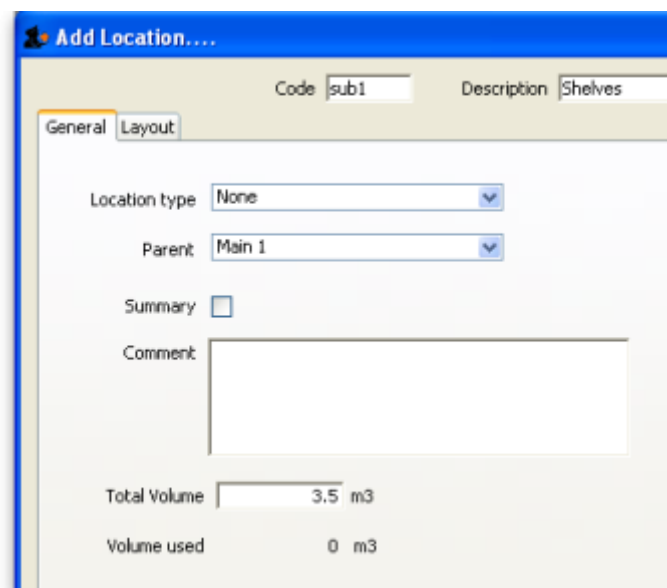 Add Location....
Code sub1 Description Shelves
General Layout
Location type None
Parent Main 1
Summary
Comment
Total Volume 3.5 m3
Volume used 0 m3